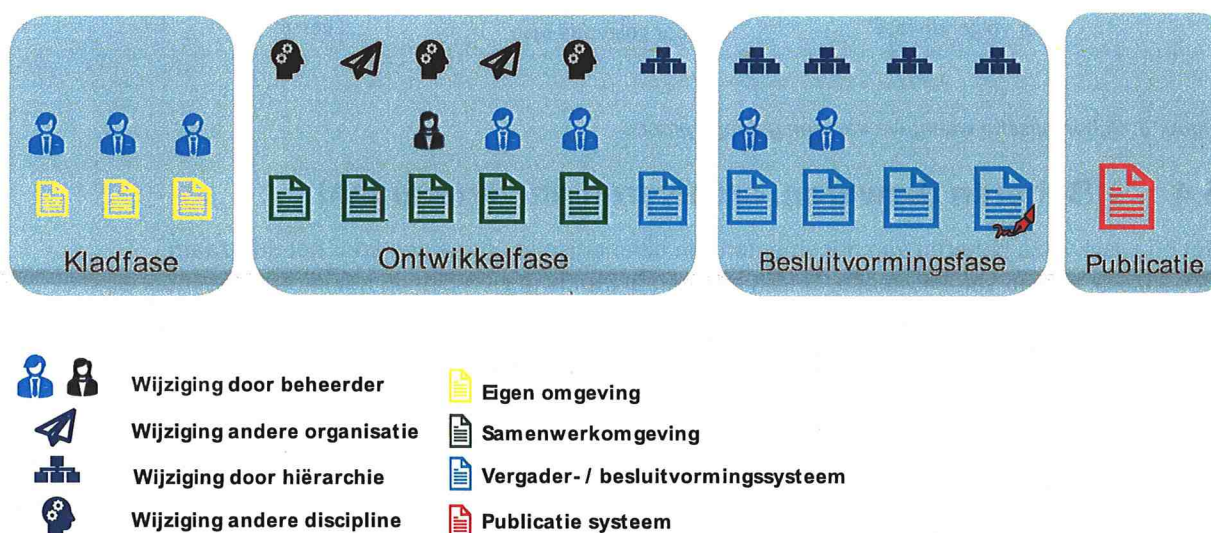 Kladfase
Ontwikkelfase
Besluitvormingsfase
Publicatie
Wijziging door beheerder
Wijziging andere organisatie
Wijziging door hiërarchie
Wijziging andere discipline
Eigen omgeving
Samenwerkomgeving
Vergader- / besluitvormingssysteem
Publicatie systeem